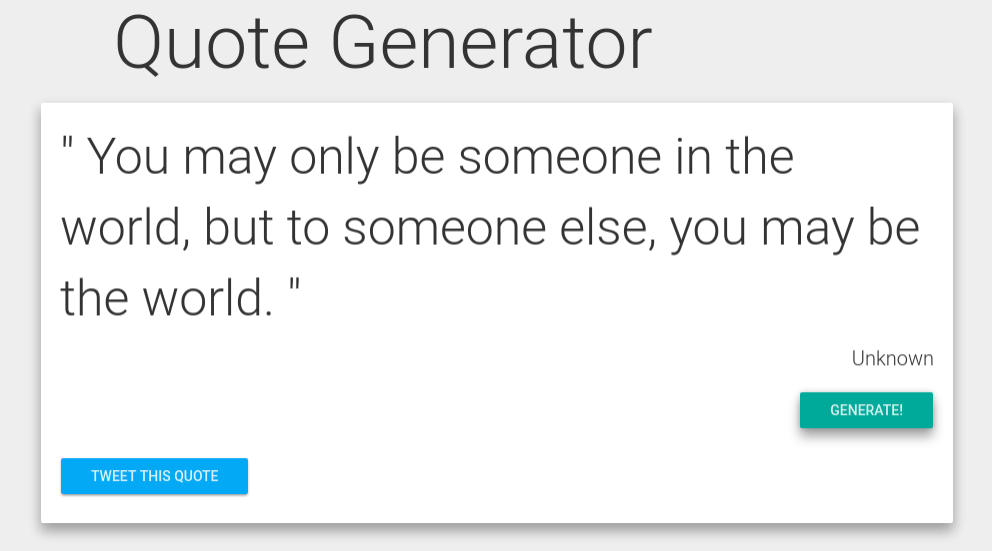 Quote Generator
" You may only be someone in the
world, but to someone else, you may be
the world. "
Unknown
GENERATE!
TWEET THIS QUOTE